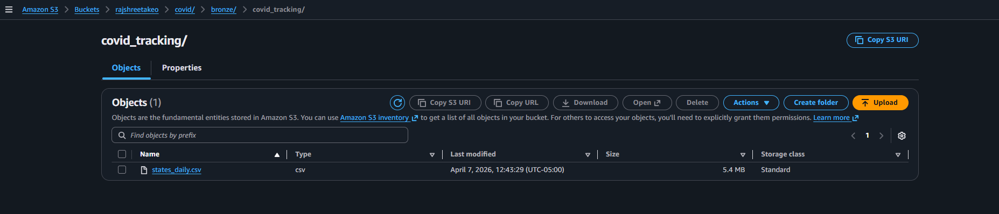 Amazon S3 > Buckets > rajshreetakeo > covid/ > bronze/ > covid_tracking/
covid_tracking/
Copy S3 URI
Objects
Properties
Objects (1)
Copy S3 URI
Copy URL
Download
Open
Delete
Actions
Create folder
Upload
Objects are the fundamental entities stored in Amazon S3. You can use Amazon S3 inventory to get a list of all objects in your bucket. For others to access your objects, you'll need to explicitly grant them permissions. Learn more
Find objects by prefix
1
Name Type Last modified Size Storage class
states_daily.csv csv April 7, 2026, 12:43:29 (UTC-05:00) 5.4 MB Standard